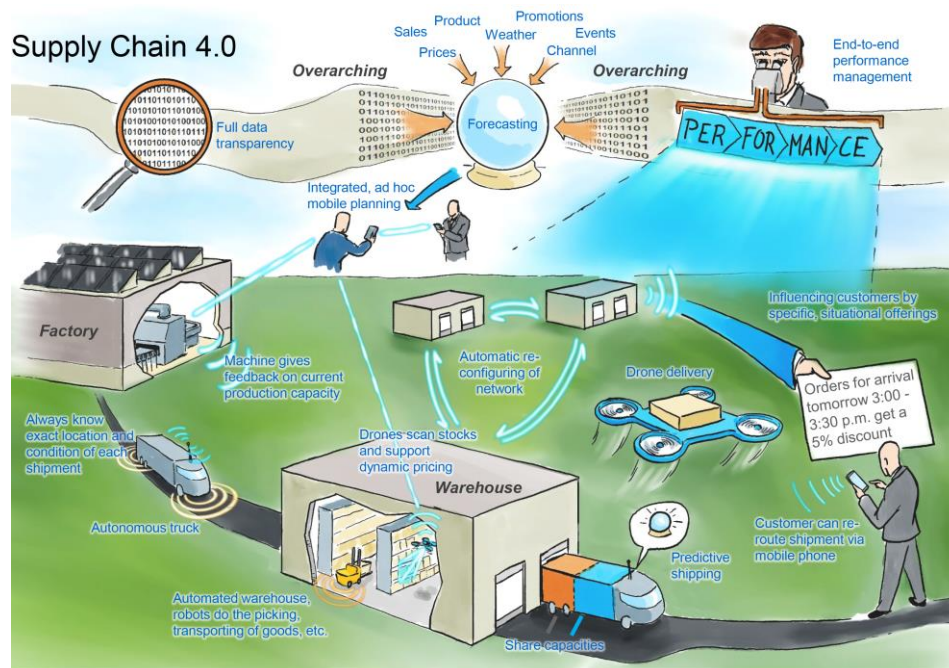 Supply Chain 4.0
Sales
Product
Promotions
Prices
Weather
Events
Channel
Overarching
Overarching
Forecasting
Full data
transparency
End-to-end
performance
management
PER FOR MAN CE
Integrated, ad hoc
mobile planning
Factory
Machine gives
feedback on current
production capacity
Automatic re-
configuring of
network
Influencing customers by
specific, situational offerings
Drone delivery
Orders for arrival
tomorrow 3:00 -
3:30 p.m. get a
5% discount
Always know
exact location and
condition of each
shipment
Autonomous truck
Drones scan stocks
and support
dynamic pricing
Warehouse
Automated warehouse,
robots do the picking,
transporting of goods, etc.
Predictive
shipping
Share capacities
Customer can re-
route shipment via
mobile phone